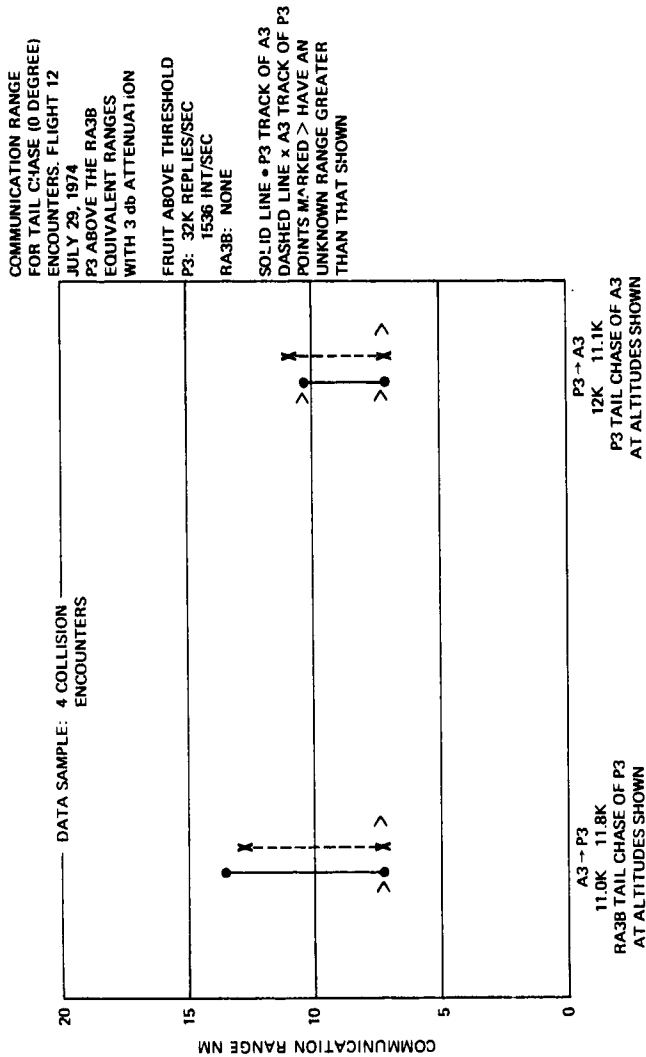 COMMUNICATION RANGE
FOR TAIL CHASE (0 DEGREE)
ENCOUNTERS. FLIGHT 12
JULY 29, 1974
P3 ABOVE THE RA3B
EQUIVALENT RANGES
WITH 3 db ATTENUATION
FRUIT ABOVE THRESHOLD
P3: 32K REPLIES/SEC
1536 INT/SEC
RA3B: NONE
SOLID LINE • P3 TRACK OF A3
DASHED LINE x A3 TRACK OF P3
POINTS MARKED > HAVE AN
UNKNOWN RANGE GREATER
THAN THAT SHOWN
DATA SAMPLE: 4 COLLISION
ENCOUNTERS
COMMUNICATION RANGE NM
20
15
10
5
0
>
>
>
>
>
A3 → P3
11.0K 11.8K
RA3B TAIL CHASE OF P3
AT ALTITUDES SHOWN
P3 → A3
12K 11.1K
P3 TAIL CHASE OF A3
AT ALTITUDES SHOWN